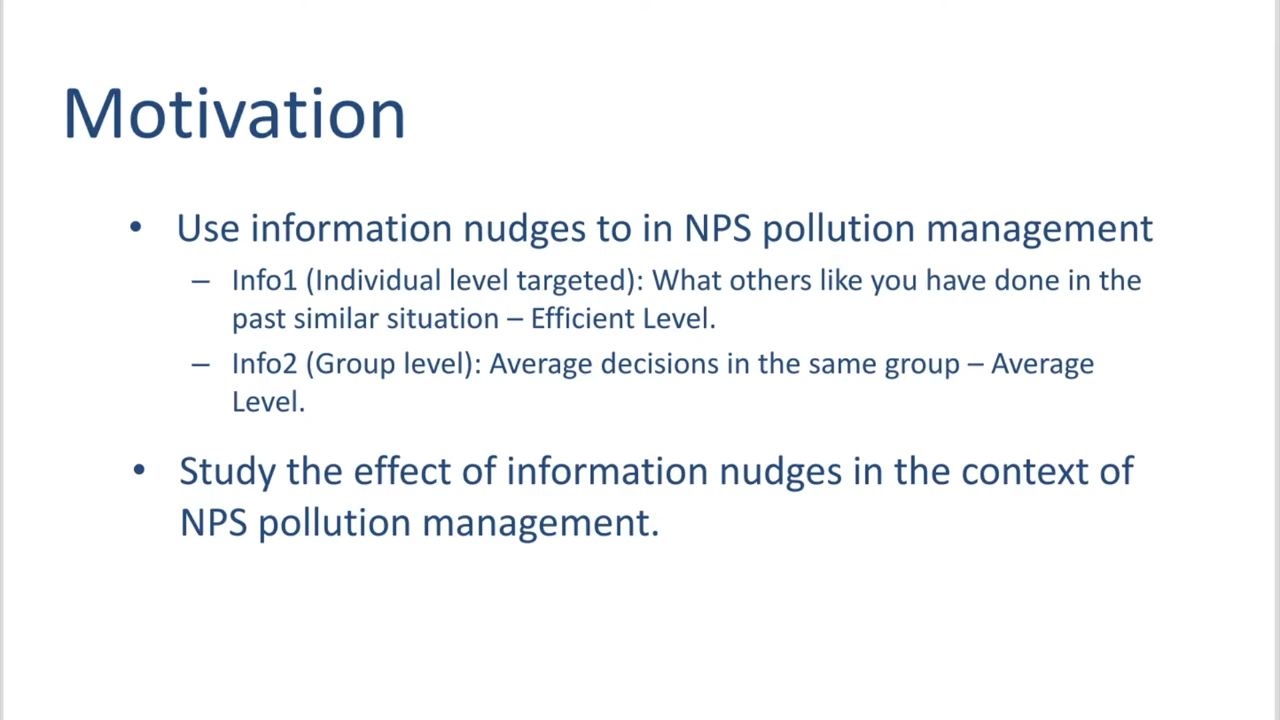 Motivation
• Use information nudges to in NPS pollution management
– Info1 (Individual level targeted): What others like you have done in the
past similar situation – Efficient Level.
– Info2 (Group level): Average decisions in the same group – Average
Level.
• Study the effect of information nudges in the context of
NPS pollution management.